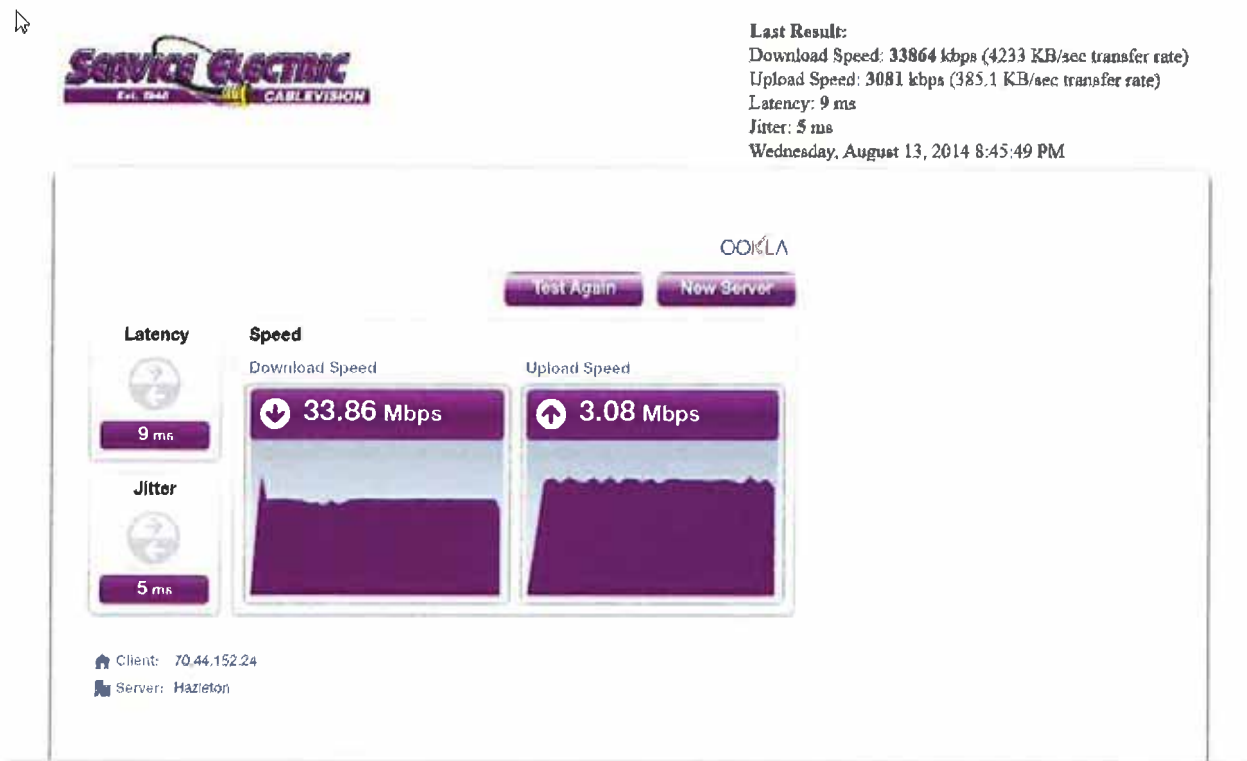 SERVICE ELECTRIC
Est. 1948 CABLEVISION
Last Result:
Download Speed: 33864 kbps (4233 KB/sec transfer rate)
Upload Speed: 3081 kbps (385.1 KB/sec transfer rate)
Latency: 9 ms
Jitter: 5 ms
Wednesday, August 13, 2014 8:45:49 PM
OOKLA
Test Again New Server
Latency
9 ms
Jitter
5 ms
Speed
Download Speed
33.86 Mbps
Upload Speed
3.08 Mbps
Client: 70.44.152.24
Server: Hazleton